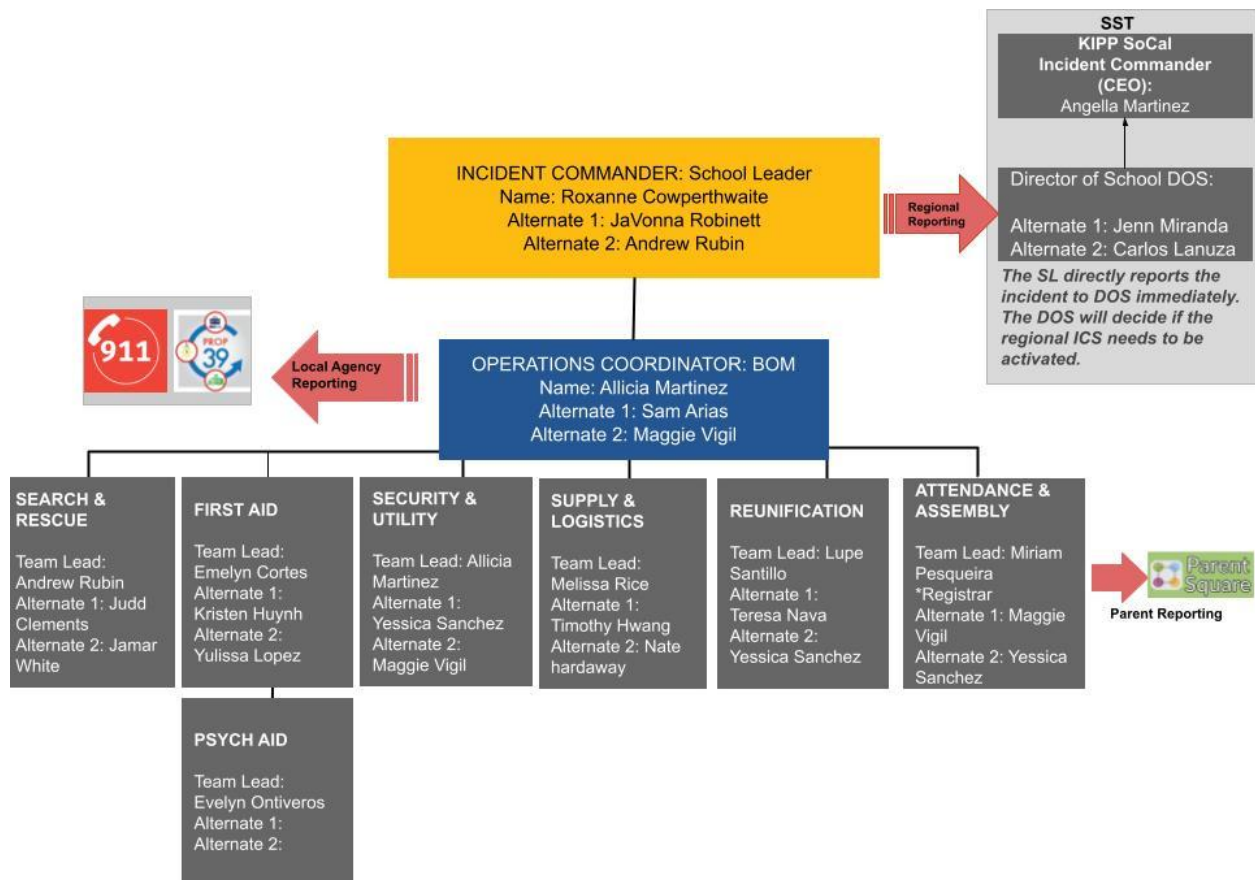 SST
KIPP SoCal
Incident Commander
(CEO):
Angella Martinez
INCIDENT COMMANDER: School Leader
Name: Roxanne Cowperthwaite
Alternate 1: JaVonna Robinett
Alternate 2: Andrew Rubin
Regional
Reporting
Director of School DOS:
Alternate 1: Jenn Miranda
Alternate 2: Carlos Lanuza
The SL directly reports the
incident to DOS immediately.
The DOS will decide if the
regional ICS needs to be
activated.
911
PROP
39
Local Agency
Reporting
OPERATIONS COORDINATOR: BOM
Name: Allicia Martinez
Alternate 1: Sam Arias
Alternate 2: Maggie Vigil
SEARCH &
RESCUE
Team Lead:
Andrew Rubin
Alternate 1: Judd
Clements
Alternate 2: Jamar
White
FIRST AID
Team Lead:
Emelyn Cortes
Alternate 1:
Kristen Huynh
Alternate 2:
Yulissa Lopez
SECURITY &
UTILITY
Team Lead: Allicia
Martinez
Alternate 1:
Yessica Sanchez
Alternate 2:
Maggie Vigil
SUPPLY &
LOGISTICS
Team Lead:
Melissa Rice
Alternate 1:
Timothy Hwang
Alternate 2: Nate
hardaway
REUNIFICATION
Team Lead: Lupe
Santillo
Alternate 1:
Teresa Nava
Alternate 2:
Yessica Sanchez
ATTENDANCE &
ASSEMBLY
Team Lead: Miriam
Pesqueira
*Registrar
Alternate 1: Maggie
Vigil
Alternate 2: Yessica
Sanchez
Parent
Square
Parent Reporting
PSYCH AID
Team Lead:
Evelyn Ontiveros
Alternate 1:
Alternate 2: